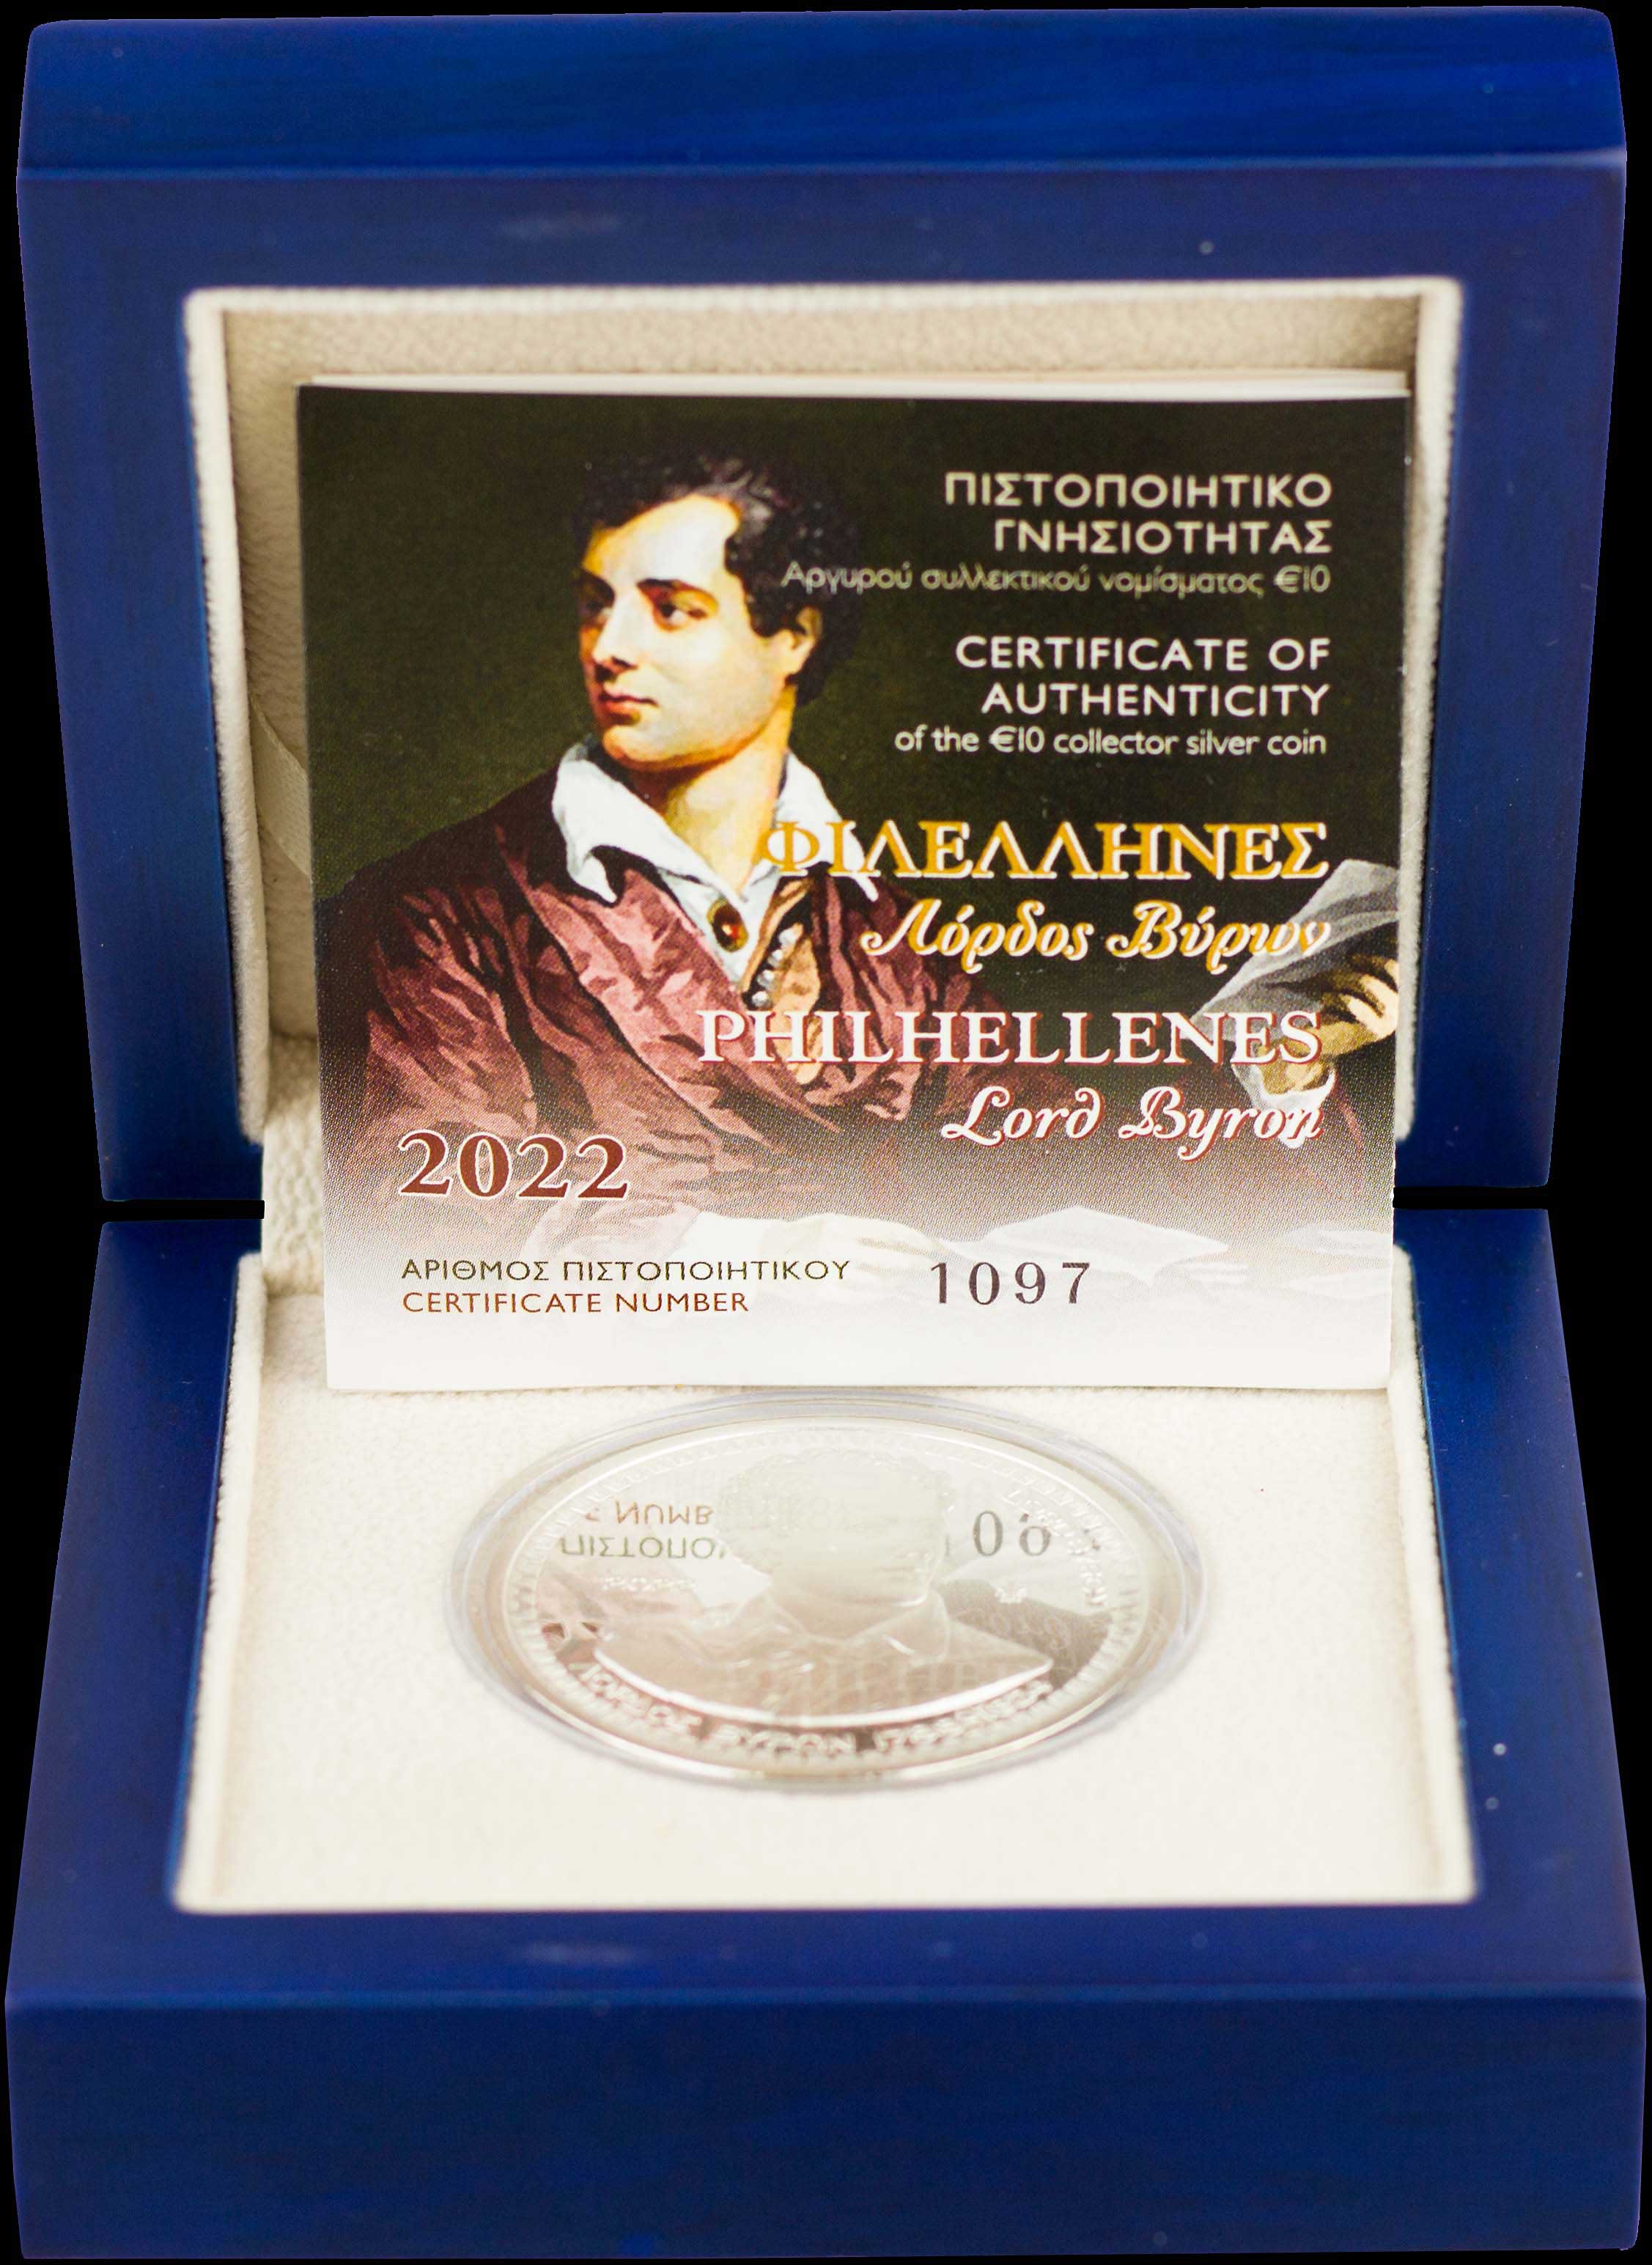 ΠΙΣΤΟΠΟΙΗΤΙΚΟ
ΓΝΗΣΙΟΤΗΤΑΣ
Αργυρού συλλεκτικού νομίσματος €10
CERTIFICATE OF
AUTHENTICITY
of the €10 collector silver coin
ΦΙΛΕΛΛΗΝΕΣ
Λόρδος Βύρων
PHILHELLENES
Lord Byron
2022
ΑΡΙΘΜΟΣ ΠΙΣΤΟΠΟΙΗΤΙΚΟΥ
CERTIFICATE NUMBER
1097